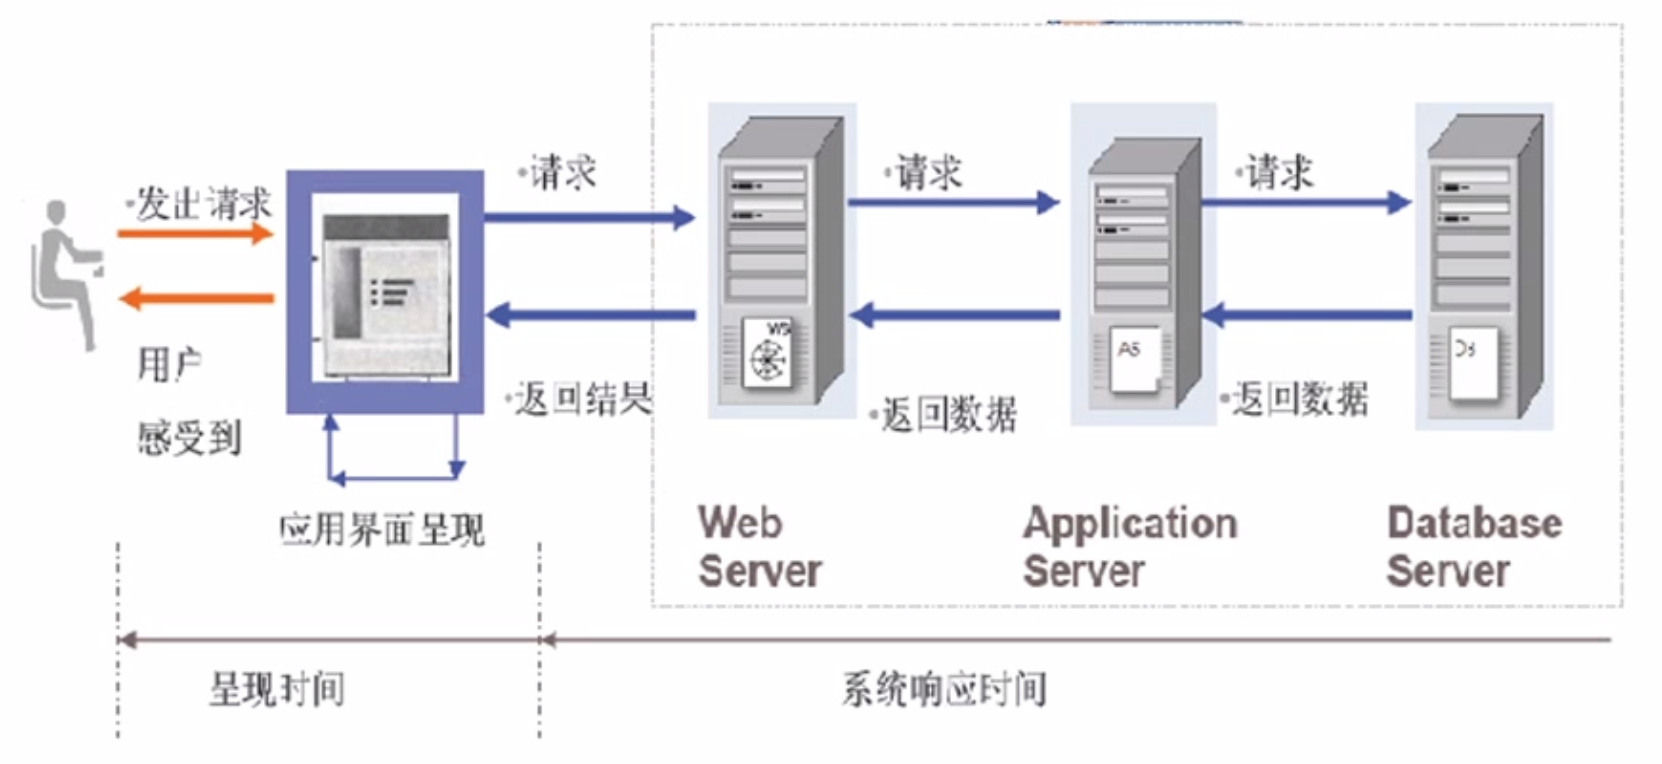 ·发出请求
用户
感受到
应用界面呈现
·请求
·返回结果
·请求
·返回数据
·请求
·返回数据
WS
AS
Web
Server
Application
Server
Database
Server
呈现时间
系统响应时间